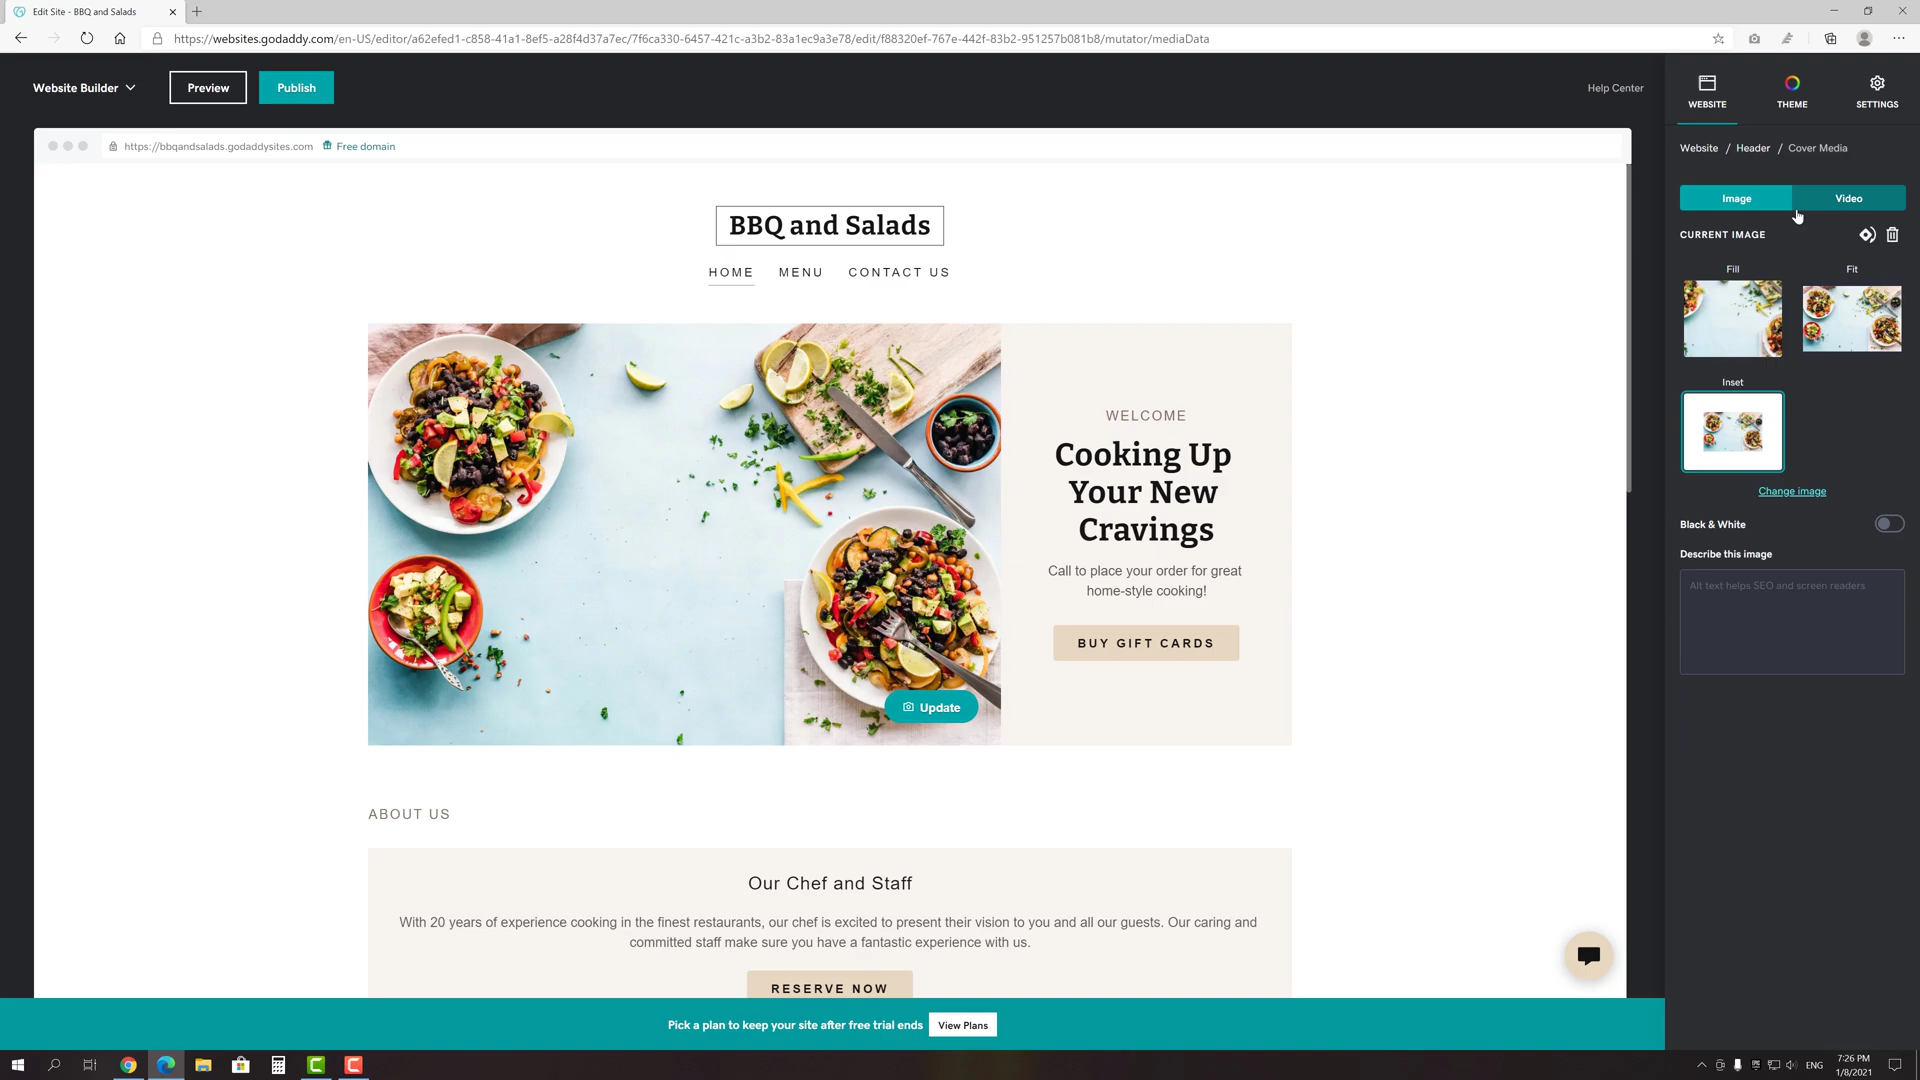 Edit Site - BBQ and Salads
https://websites.godaddy.com/en-US/editor/a62efed1-c858-41a1-8ef5-a28f4d37a7ec/7f6ca330-6457-421c-a3b2-83a1ec9a3e78/edit/f88320ef-767e-442f-83b2-951257b081b8/mutator/mediaData
Website Builder
Preview
Publish
Help Center
WEBSITE
THEME
SETTINGS
https://bbqandsalads.godaddysites.com
Free domain
Website / Header / Cover Media
Image
Video
CURRENT IMAGE
Fill
Fit
Inset
Change image
Black & White
Describe this image
Alt text helps SEO and screen readers
BBQ and Salads
HOME
MENU
CONTACT US
WELCOME
Cooking Up
Your New
Cravings
Call to place your order for great
home-style cooking!
BUY GIFT CARDS
Update
ABOUT US
Our Chef and Staff
With 20 years of experience cooking in the finest restaurants, our chef is excited to present their vision to you and all our guests. Our caring and
committed staff make sure you have a fantastic experience with us.
RESERVE NOW
Pick a plan to keep your site after free trial ends
View Plans
ENG
7:26 PM
1/8/2021